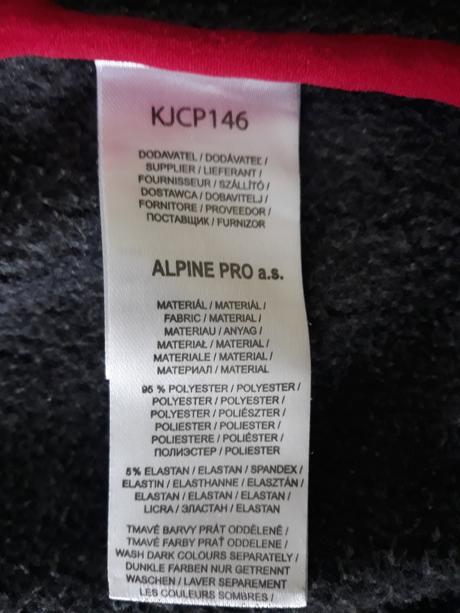 KJCP146
DODAVATEL / DODÁVATEĽ /
SUPPLIER / LIEFERANT /
FOURNISSEUR / SZÁLLÍTÓ /
DOSTAWCA / DOBAVITELJ /
FORNITORE / PROVEEDOR /
ПОСТАВЩИК / FURNIZOR
ALPINE PRO a.s.
MATERIÁL / MATERIÁL /
FABRIC / MATERIAL /
MATERIAU / ANYAG /
MATERIAŁ / MATERIAL /
MATERIALE / MATERIAL /
МАТЕРИАЛ / MATERIAL
95 % POLYESTER / POLYESTER /
POLYESTER / POLYESTER /
POLYESTER / POLIÉSZTER /
POLIESTER / POLIESTER /
POLIESTERE / POLIESTER /
ПОЛИЭСТЕР / POLIESTER
5% ELASTAN / ELASTAN / SPANDEX /
ELASTIN / ELASTHANNE / ELASZTÁN /
ELASTAN / ELASTAN / ELASTAN /
LICRA / ЭЛАСТАН / ELASTAN
TMAVÉ BARVY PRÁT ODDĚLENĚ /
TMAVÉ FARBY PRAŤ ODDELENE /
WASH DARK COLOURS SEPARATELY /
DUNKLE FARBEN NUR GETRENNT
WASCHEN / LAVER SEPAREMENT
LES COULEURS SOMBRES /